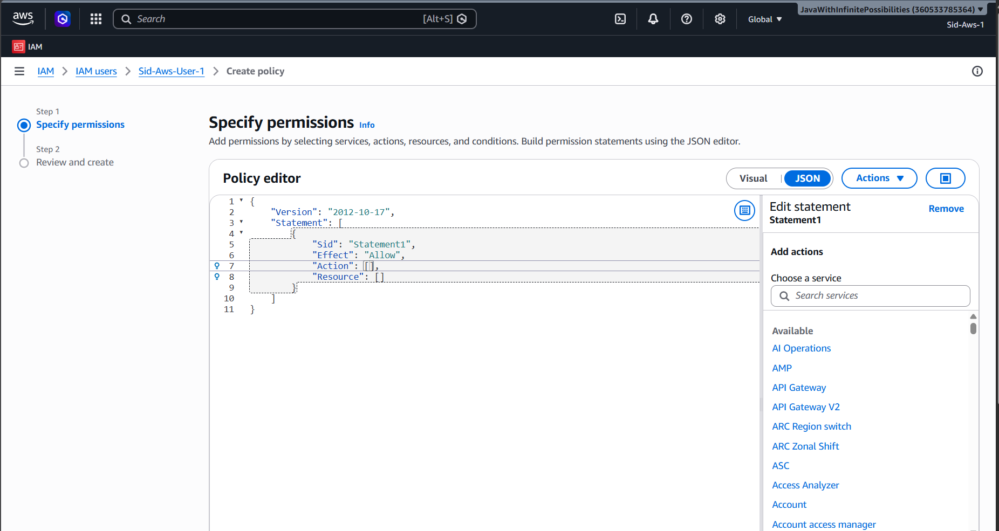 aws
Search
[Alt+S]
Global
JavaWithInfinitePossibilities (360533785364)
Sid-Aws-1
IAM
IAM
IAM users
Sid-Aws-User-1
Create policy
Step 1
Specify permissions
Step 2
Review and create
Specify permissions Info
Add permissions by selecting services, actions, resources, and conditions. Build permission statements using the JSON editor.
Policy editor
Visual
JSON
Actions
1 {
2 "Version": "2012-10-17",
3 "Statement": [
4 {
5 "Sid": "Statement1",
6 "Effect": "Allow",
7 "Action": [],
8 "Resource": []
9 }
10 ]
11 }
Edit statement
Statement1
Remove
Add actions
Choose a service
Search services
Available
AI Operations
AMP
API Gateway
API Gateway V2
ARC Region switch
ARC Zonal Shift
ASC
Access Analyzer
Account
Account access manager